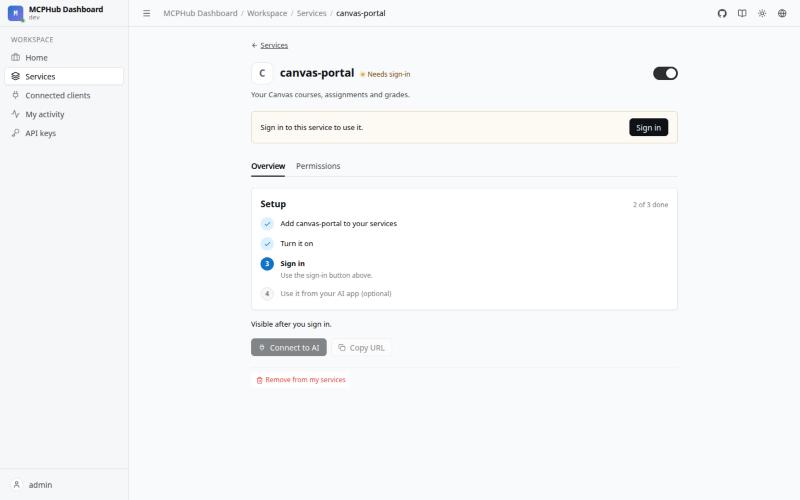 M
MCPHub Dashboard
dev
MCPHub Dashboard / Workspace / Services / canvas-portal
WORKSPACE
Home
Services
Connected clients
My activity
API keys
admin
← Services
C
canvas-portal
Needs sign-in
Your Canvas courses, assignments and grades.
Sign in to this service to use it.
Sign in
Overview
Permissions
Setup
2 of 3 done
Add canvas-portal to your services
Turn it on
3
Sign in
Use the sign-in button above.
4
Use it from your AI app (optional)
Visible after you sign in.
Connect to AI
Copy URL
Remove from my services